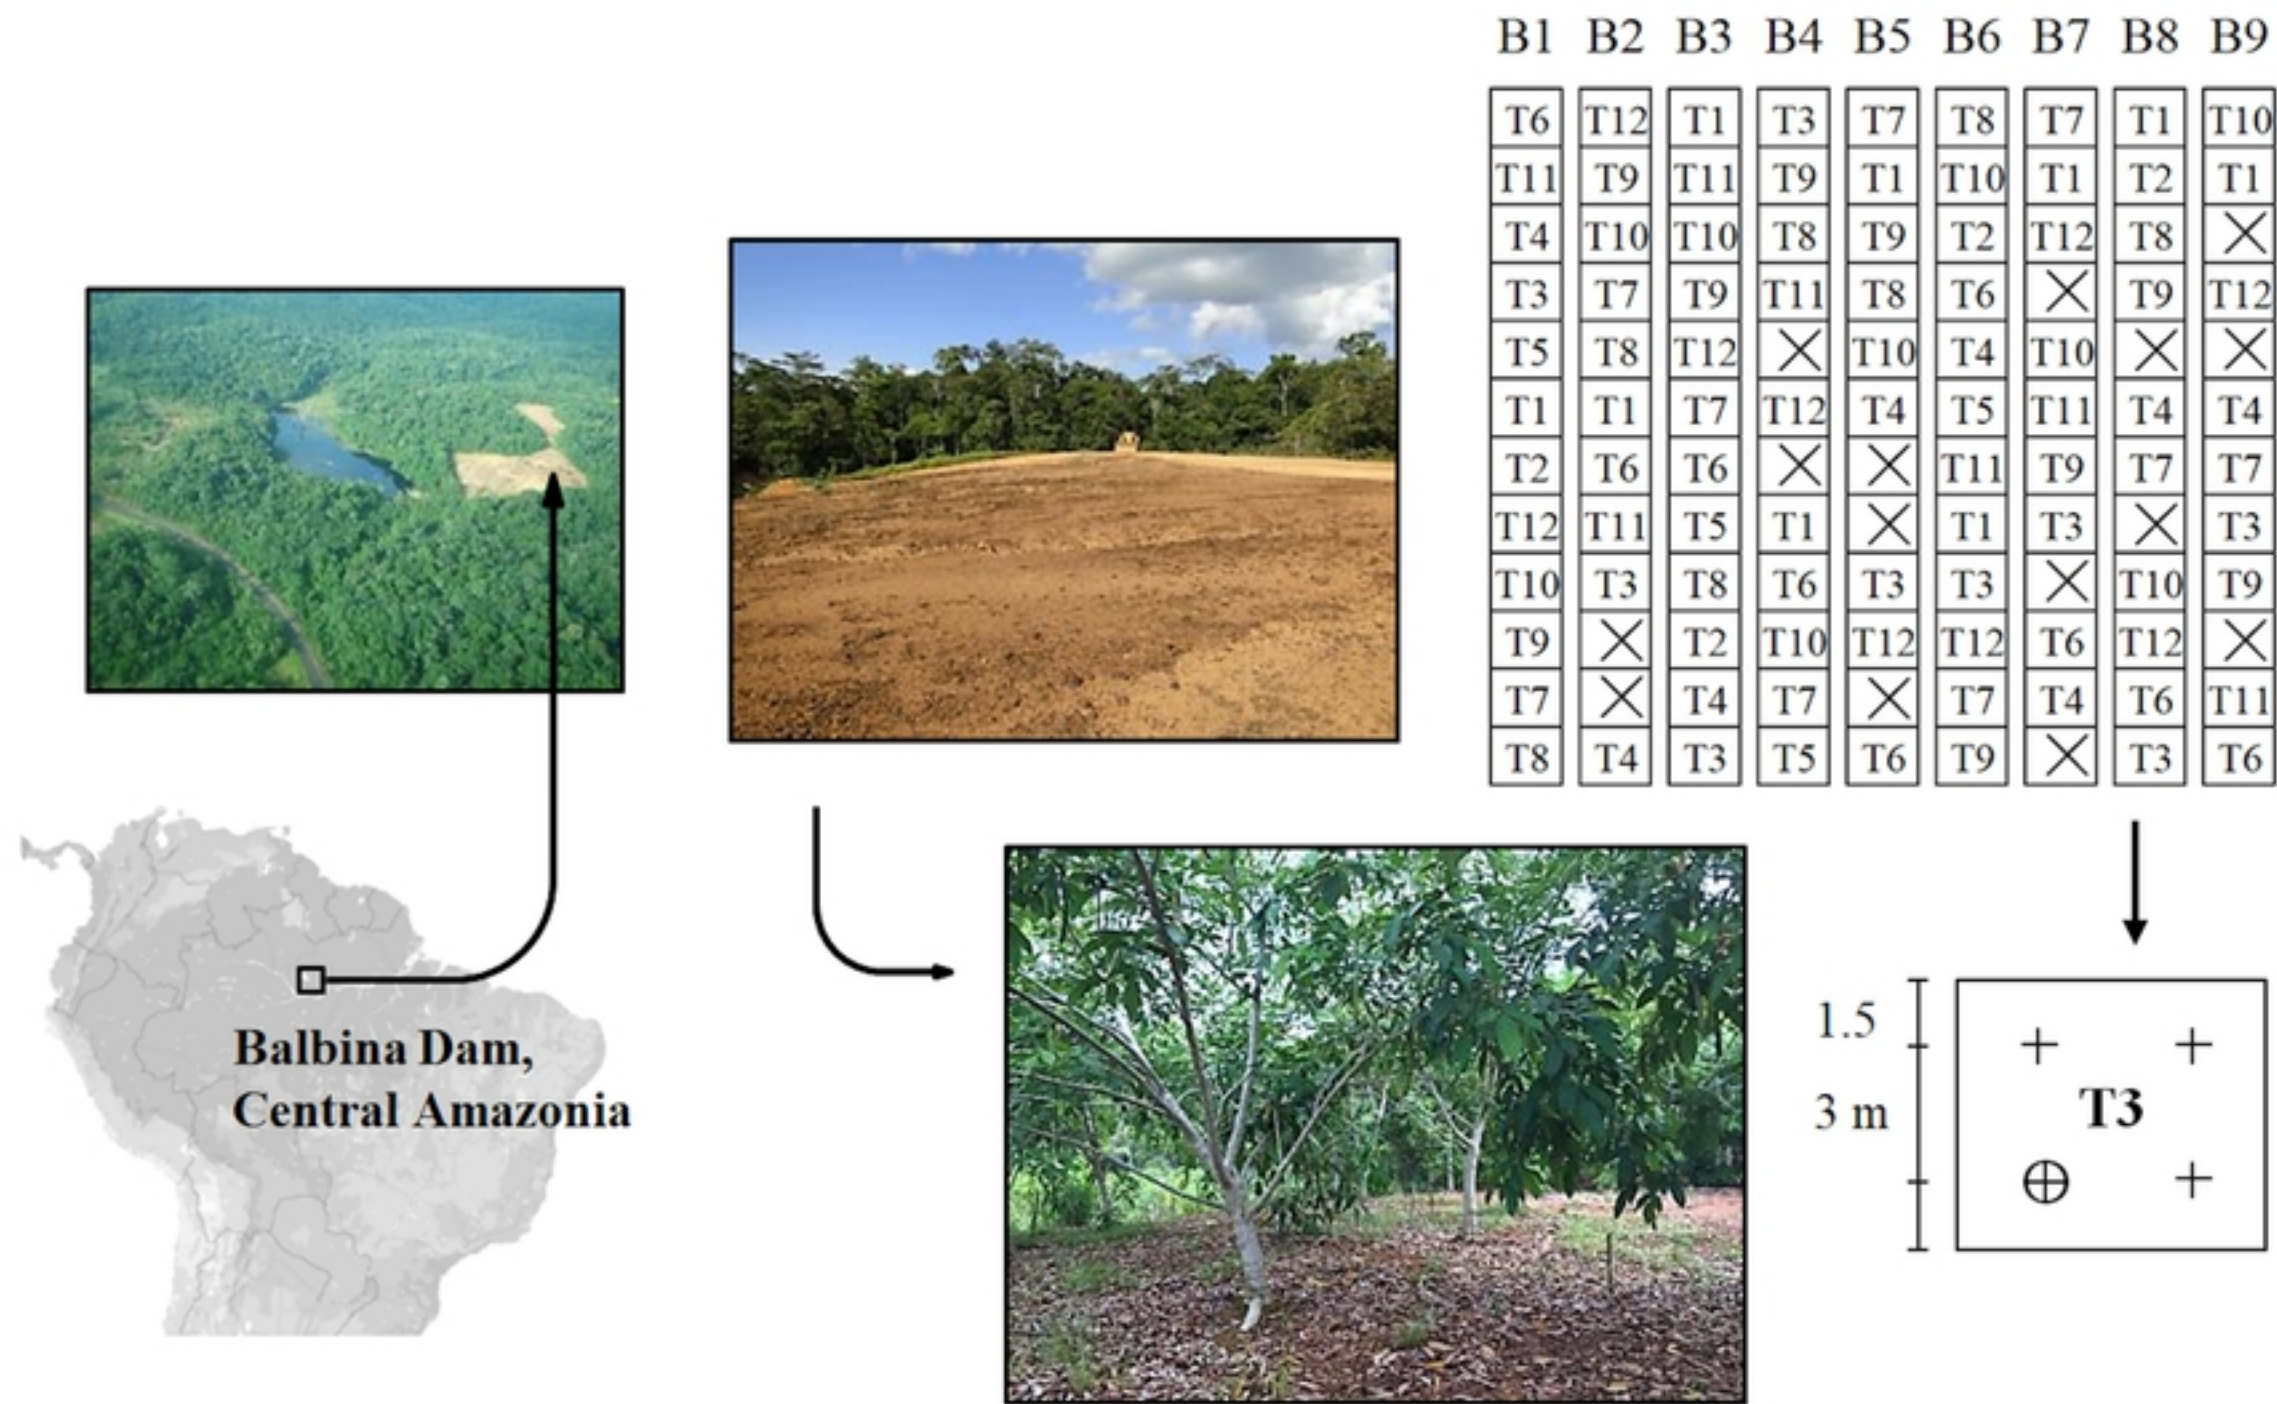 B1 B2 B3 B4 B5 B6 B7 B8 B9
T6 T12 T1 T3 T7 T8 T7 T1 T10
T11 T9 T11 T9 T1 T10 T1 T2 T1
T4 T10 T10 T8 T9 T2 T12 T8
T3 T7 T9 T11 T8 T6 T9 T12
T5 T8 T12 T10 T4 T10
T1 T1 T7 T12 T4 T5 T11 T4 T4
T2 T6 T6 T11 T9 T7 T7
T12 T11 T5 T1 T1 T3 T3
T10 T3 T8 T6 T3 T3 T10 T9
T9 T2 T10 T12 T12 T6 T12
T7 T4 T7 T7 T4 T6 T11
T8 T4 T3 T5 T6 T9 T3 T6
Balbina Dam,
Central Amazonia
1.5
3 m
T3